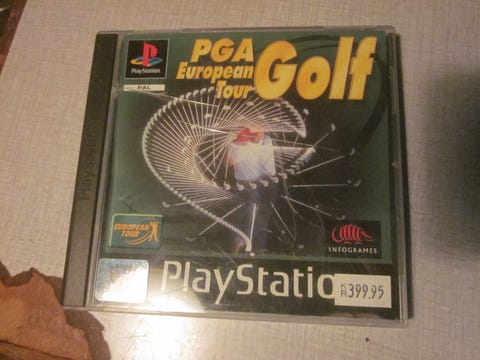 PGA
European
Tour
Golf
PlayStation
PAL
EUROPEAN
TOUR
INFOGRAMES
PlayStatio
KR 399.95